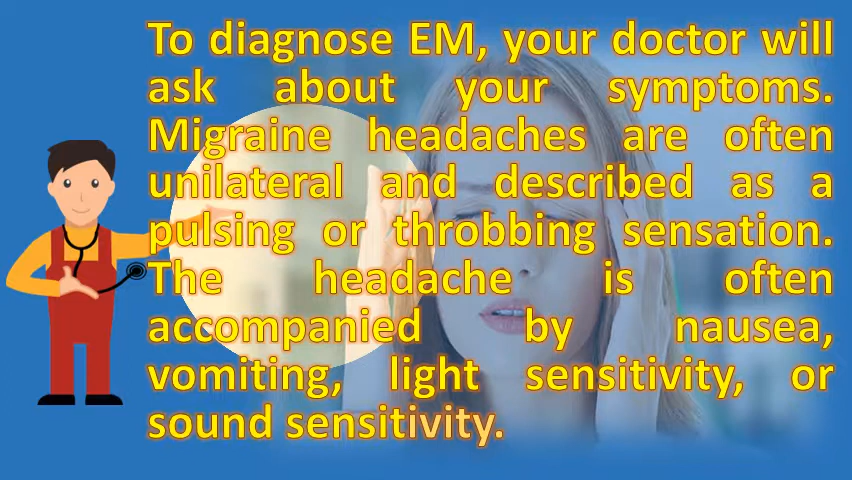 To diagnose EM, your doctor will
ask about your symptoms.
Migraine headaches are often
unilateral and described as a
pulsing or throbbing sensation.
The headache is often
accompanied by nausea,
vomiting, light sensitivity, or
sound sensitivity.